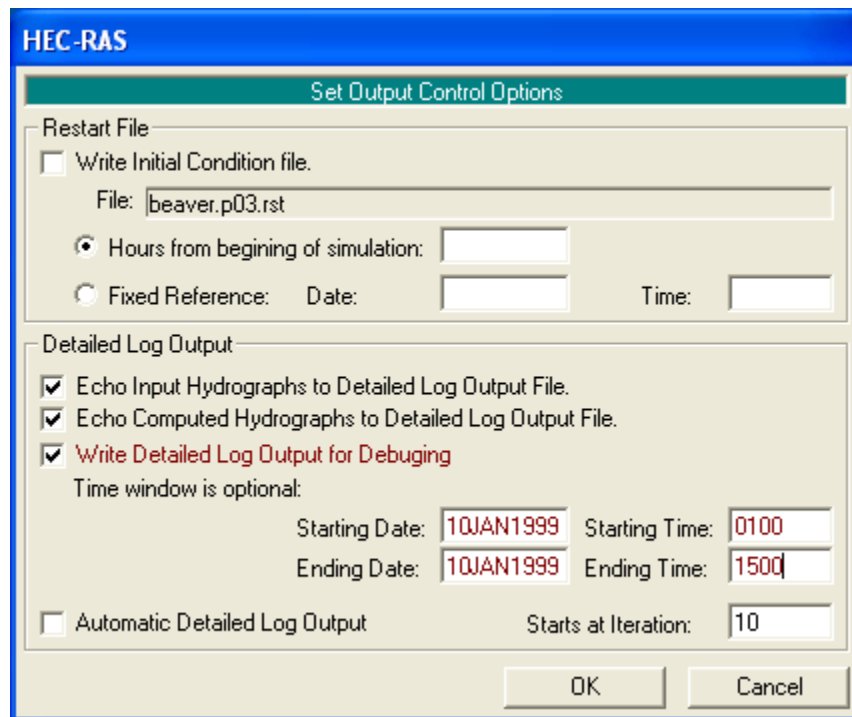 HEC-RAS
Set Output Control Options
Restart File
Write Initial Condition file.
File: beaver.p03.rst
Hours from begining of simulation:
Fixed Reference: Date: Time:
Detailed Log Output
Echo Input Hydrographs to Detailed Log Output File.
Echo Computed Hydrographs to Detailed Log Output File.
Write Detailed Log Output for Debuging
Time window is optional:
Starting Date: 10JAN1999 Starting Time: 0100
Ending Date: 10JAN1999 Ending Time: 1500
Automatic Detailed Log Output Starts at Iteration: 10
OK Cancel